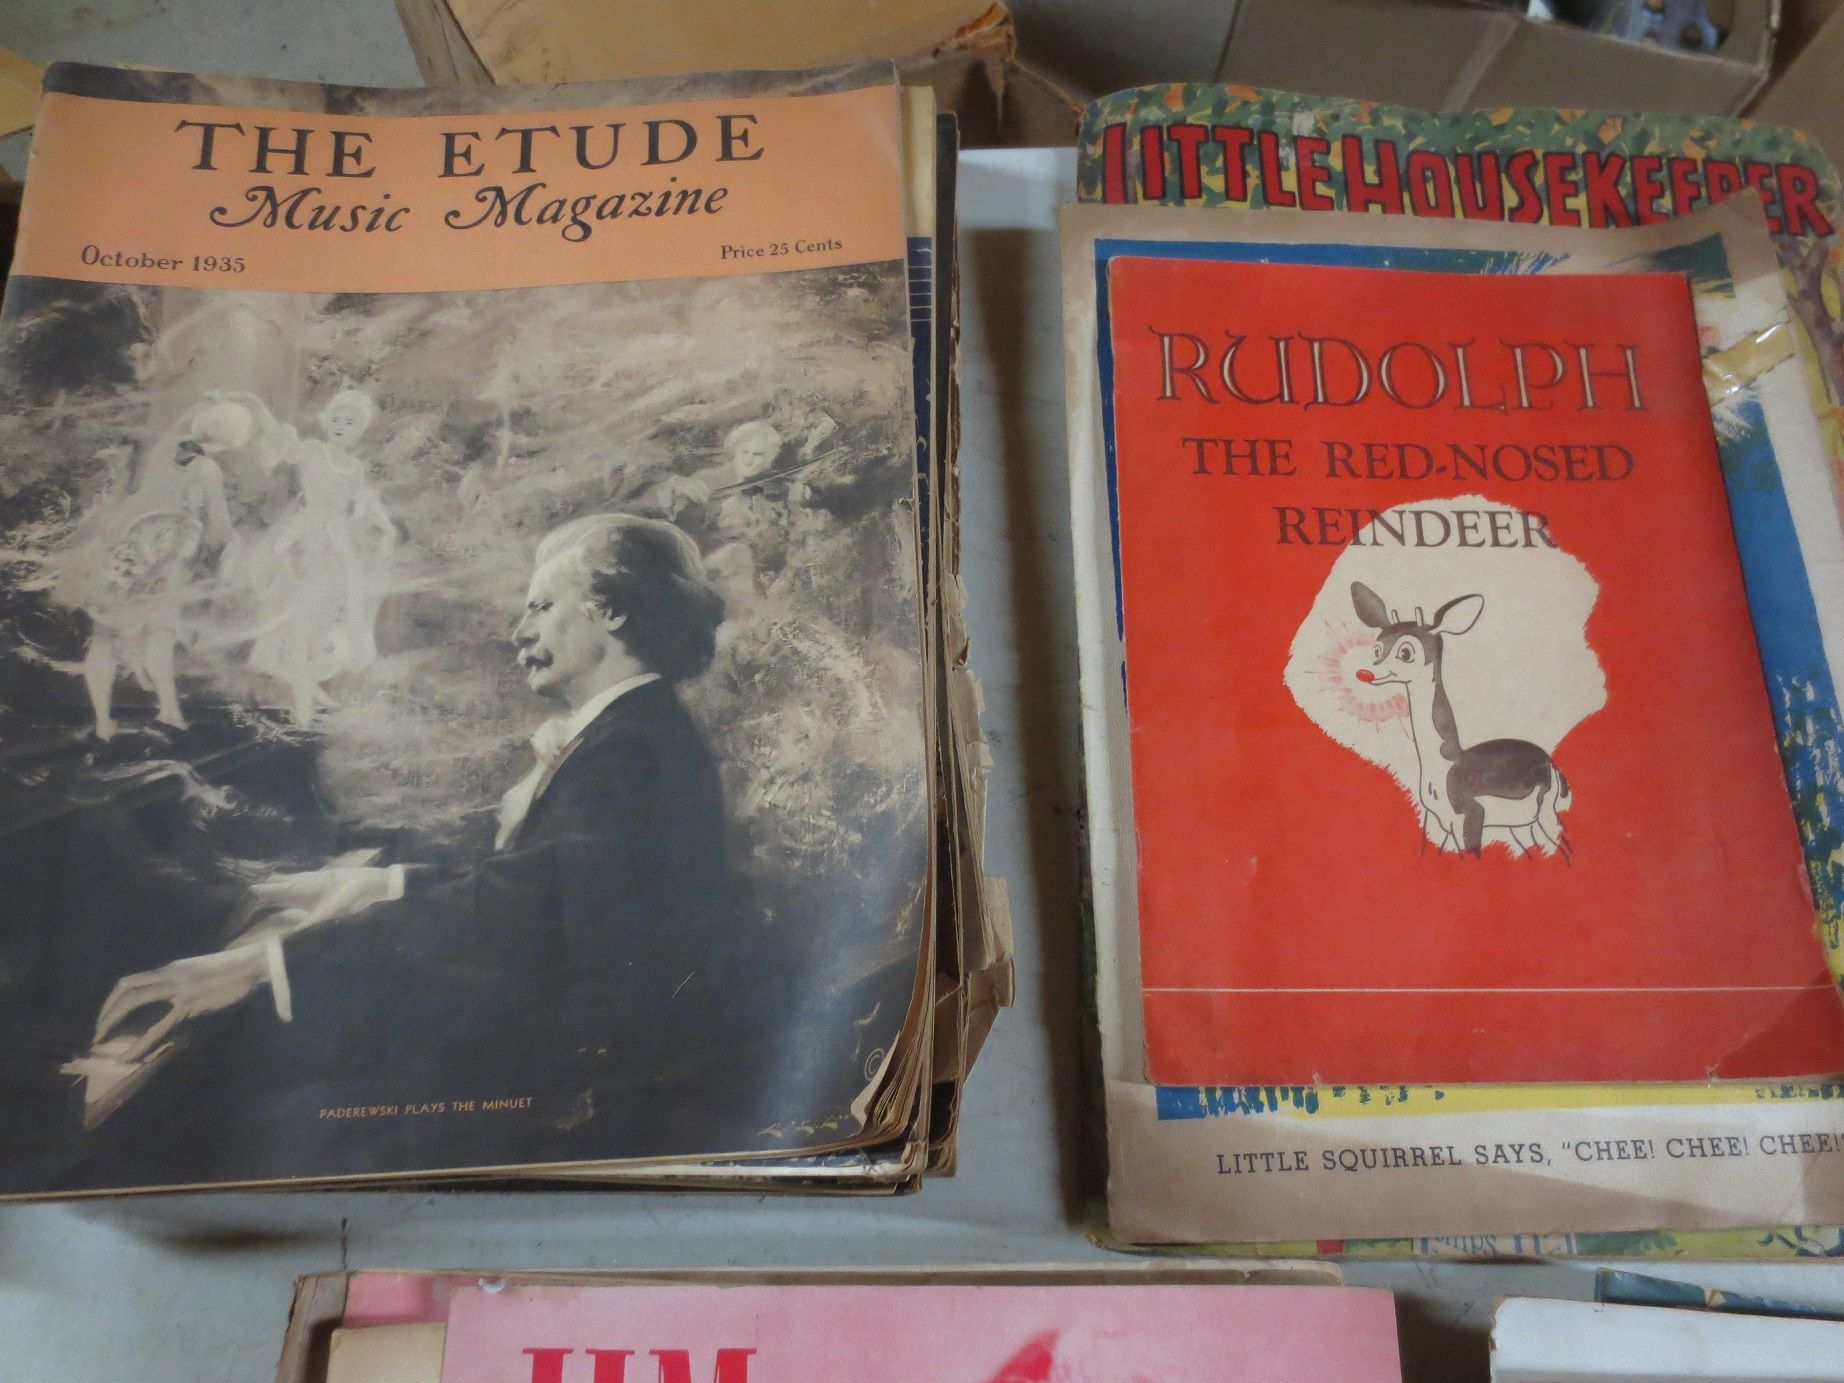 THE ETUDE
Music Magazine
October 1935
Price 25 Cents
PADEREWSKI PLAYS THE MINUET
LITTLE HOUSEKEEPER
RUDOLPH
THE RED-NOSED
REINDEER
LITTLE SQUIRREL SAYS, "CHEE! CHEE! CHEE!